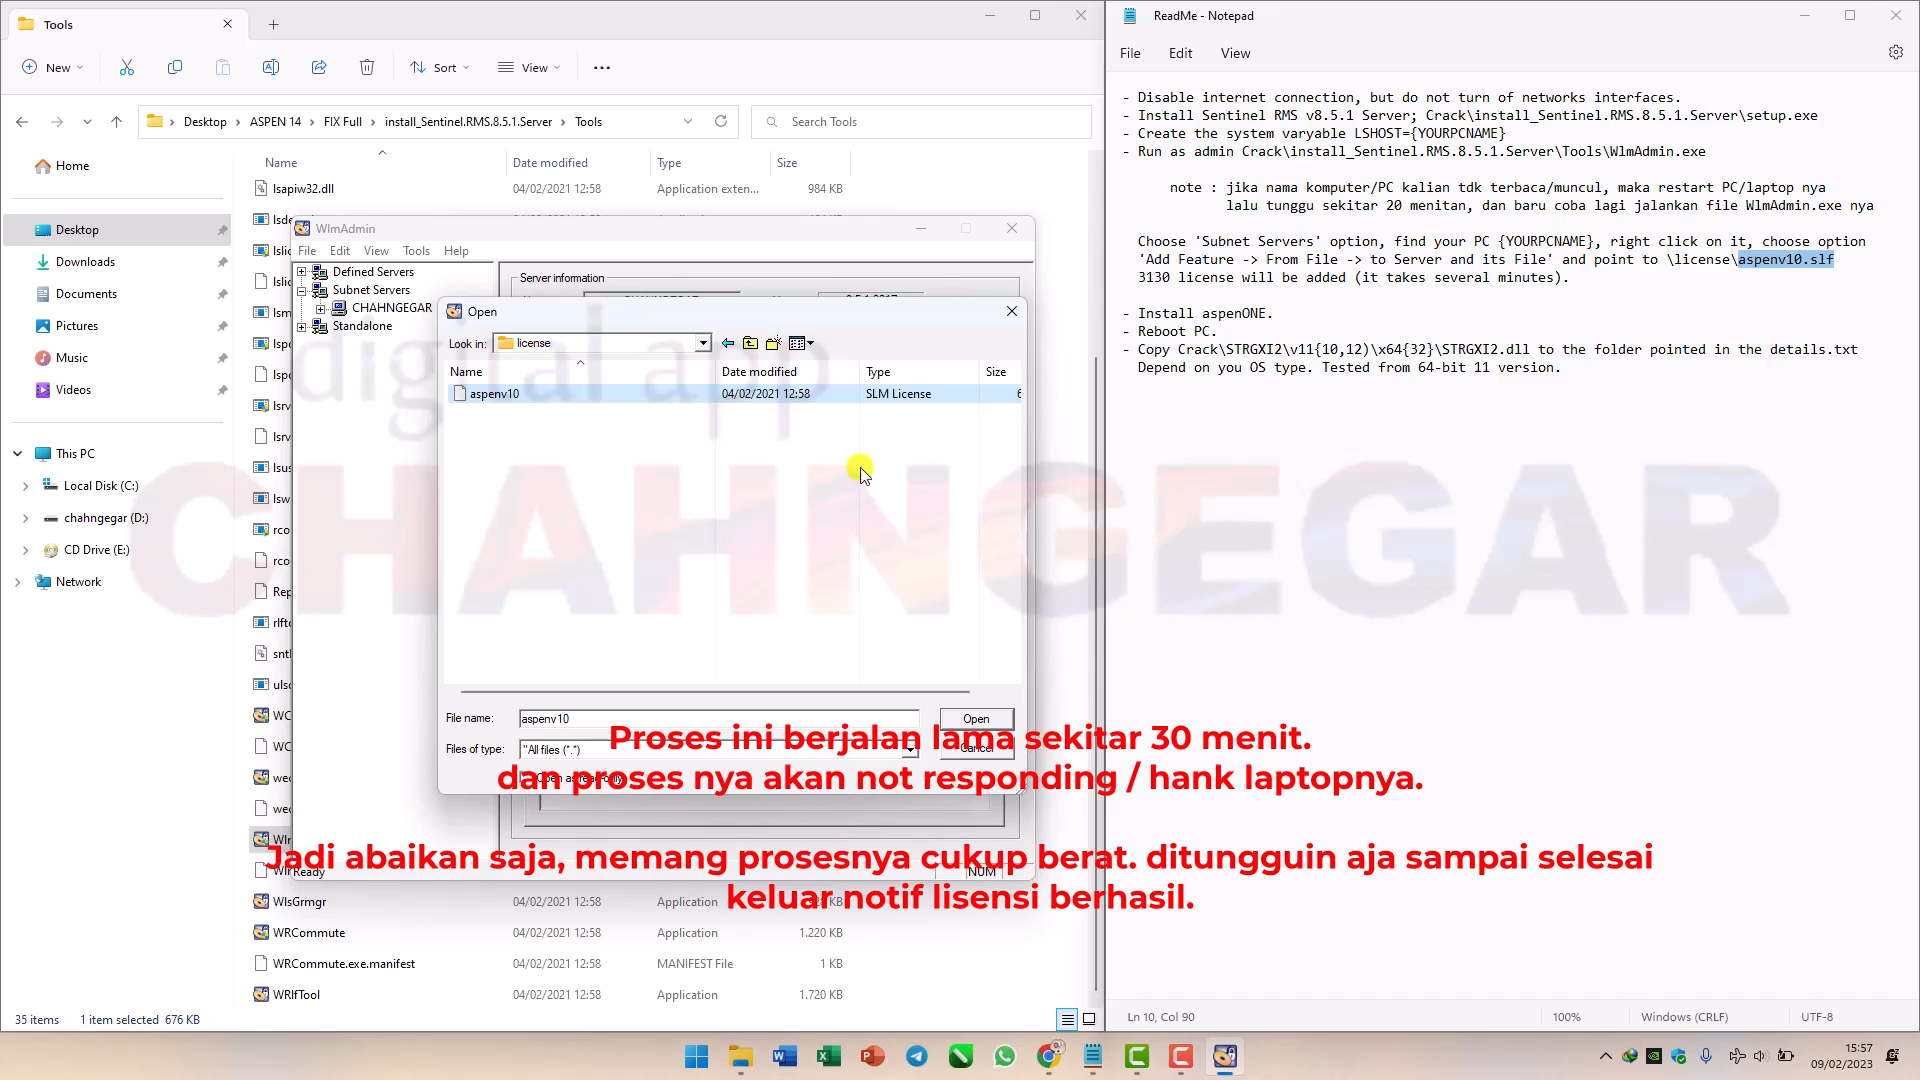 Tools
New
Sort
View
Desktop
ASPEN 14
FIX Full
install_Sentinel.RMS.8.5.1.Server
Tools
Search Tools
Home
Desktop
Downloads
Documents
Pictures
Music
Videos
This PC
Local Disk (C:)
chahngegar (D:)
CD Drive (E:)
Network
Name Date modified Type Size
lsapiw32.dll 04/02/2021 12:58 Application exten... 984 KB
WlsGrmgr 04/02/2021 12:58 Application KB
WRCommute 04/02/2021 12:58 Application 1.220 KB
WRCommute.exe.manifest 04/02/2021 12:58 MANIFEST File 1 KB
WRlfTool 04/02/2021 12:58 Application 1.720 KB
35 items 1 item selected 676 KB
WlmAdmin
File Edit View Tools Help
Defined Servers
Subnet Servers
CHAHNGEGAR
Standalone
Server information
Ready
NUM
Open
Look in: license
Name Date modified Type Size
aspenv10 04/02/2021 12:58 SLM License 6
File name: aspenv10
Open
Files of type: "All files (*.*)
Cancel
Open as read-only
digital app
CHAHNGEGAR
Proses ini berjalan lama sekitar 30 menit.
dan proses nya akan not responding / hank laptopnya.
Jadi abaikan saja, memang prosesnya cukup berat. ditungguin aja sampai selesai
keluar notif lisensi berhasil.
ReadMe - Notepad
File Edit View
- Disable internet connection, but do not turn of networks interfaces.
- Install Sentinel RMS v8.5.1 Server; Crack\install_Sentinel.RMS.8.5.1.Server\setup.exe
- Create the system varyable LSHOST={YOURPCNAME}
- Run as admin Crack\install_Sentinel.RMS.8.5.1.Server\Tools\WlmAdmin.exe
note : jika nama komputer/PC kalian tdk terbaca/muncul, maka restart PC/laptop nya
lalu tunggu sekitar 20 menitan, dan baru coba lagi jalankan file WlmAdmin.exe nya
Choose 'Subnet Servers' option, find your PC {YOURPCNAME}, right click on it, choose option
'Add Feature -> From File -> to Server and its File' and point to \license\aspenv10.slf
3130 license will be added (it takes several minutes).
- Install aspenONE.
- Reboot PC.
- Copy Crack\STRGXI2\v11{10,12)\x64{32}\STRGXI2.dll to the folder pointed in the details.txt
Depend on you OS type. Tested from 64-bit 11 version.
Ln 10, Col 90
100%
Windows (CRLF)
UTF-8
15:57
09/02/2023